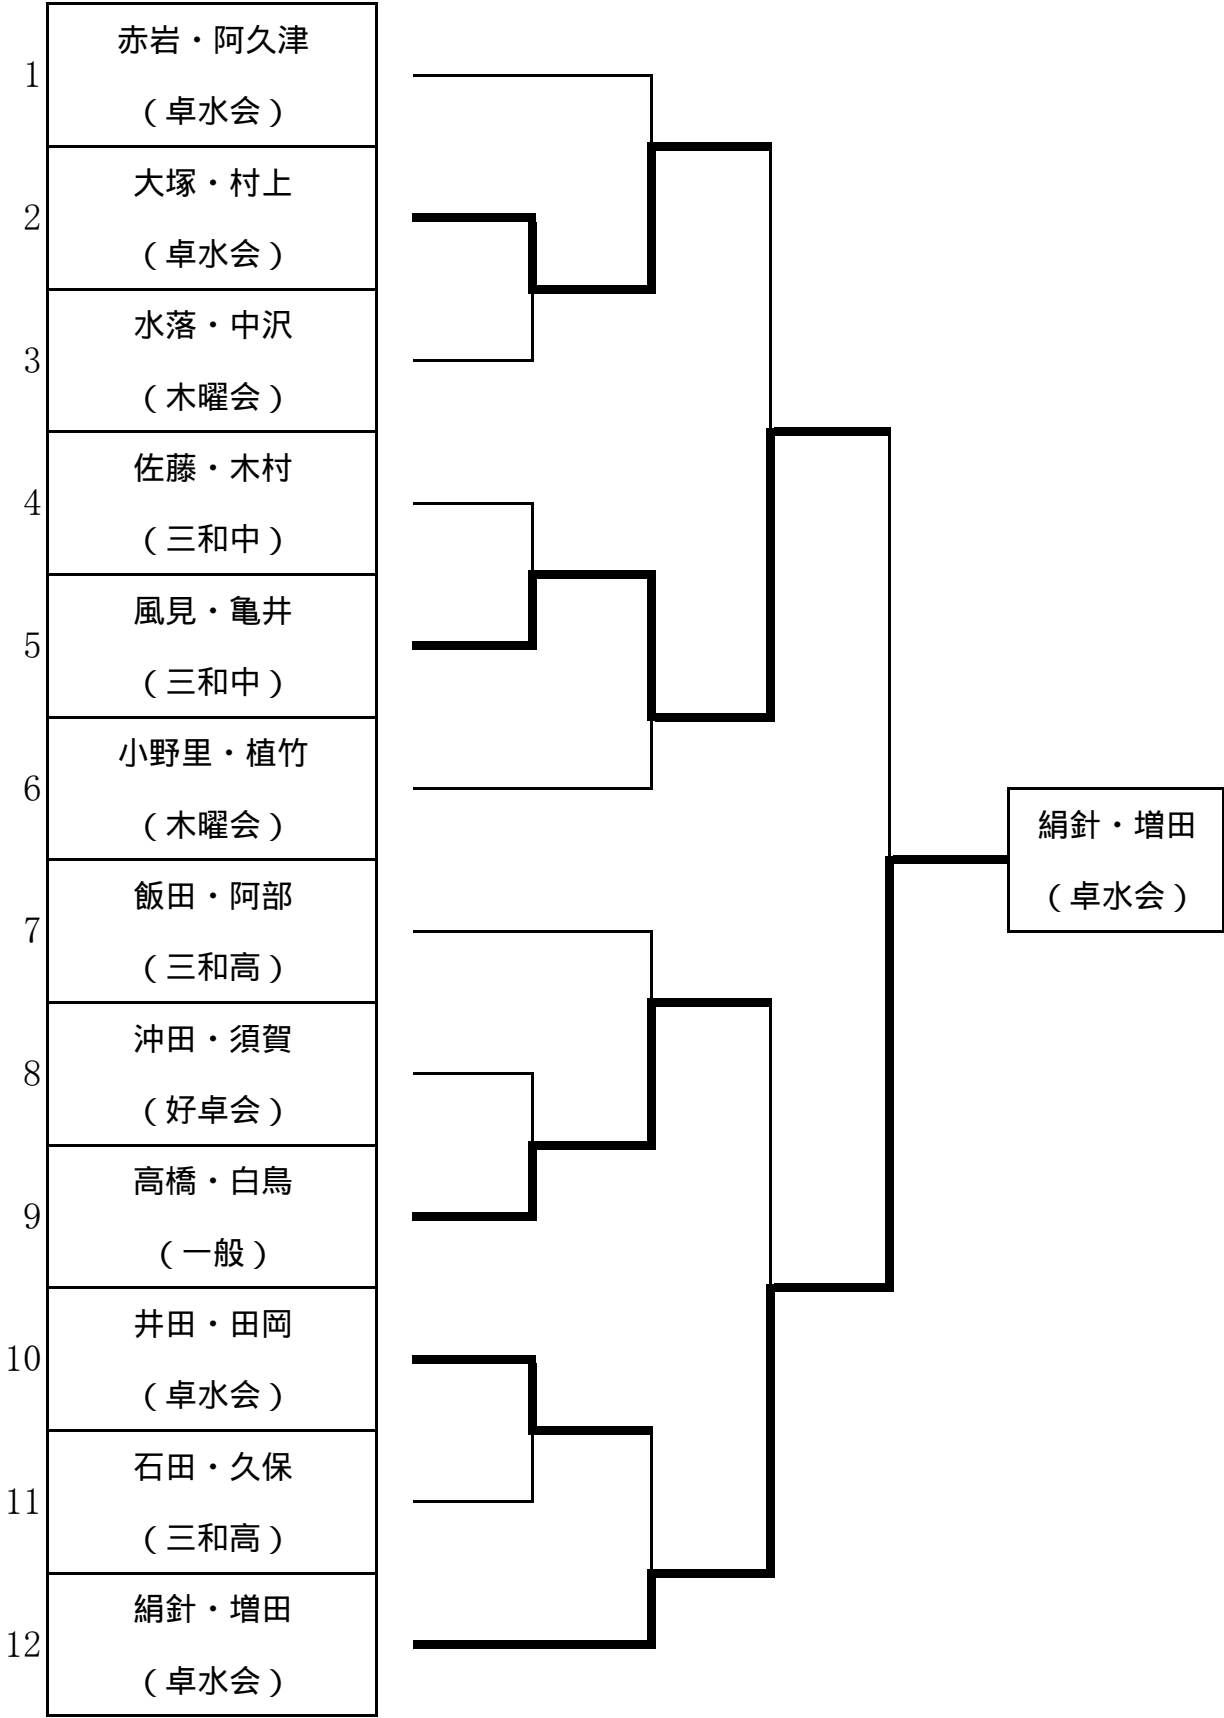 1
赤岩・阿久津
(卓水会)
2
大塚・村上
(卓水会)
3
水落・中沢
(木曜会)
4
佐藤・木村
(三和中)
5
風見・亀井
(三和中)
6
小野里・植竹
(木曜会)
7
飯田・阿部
(三和高)
8
沖田・須賀
(好卓会)
9
高橋・白鳥
(一般)
10
井田・田岡
(卓水会)
11
石田・久保
(三和高)
12
絹針・増田
(卓水会)
絹針・増田
(卓水会)